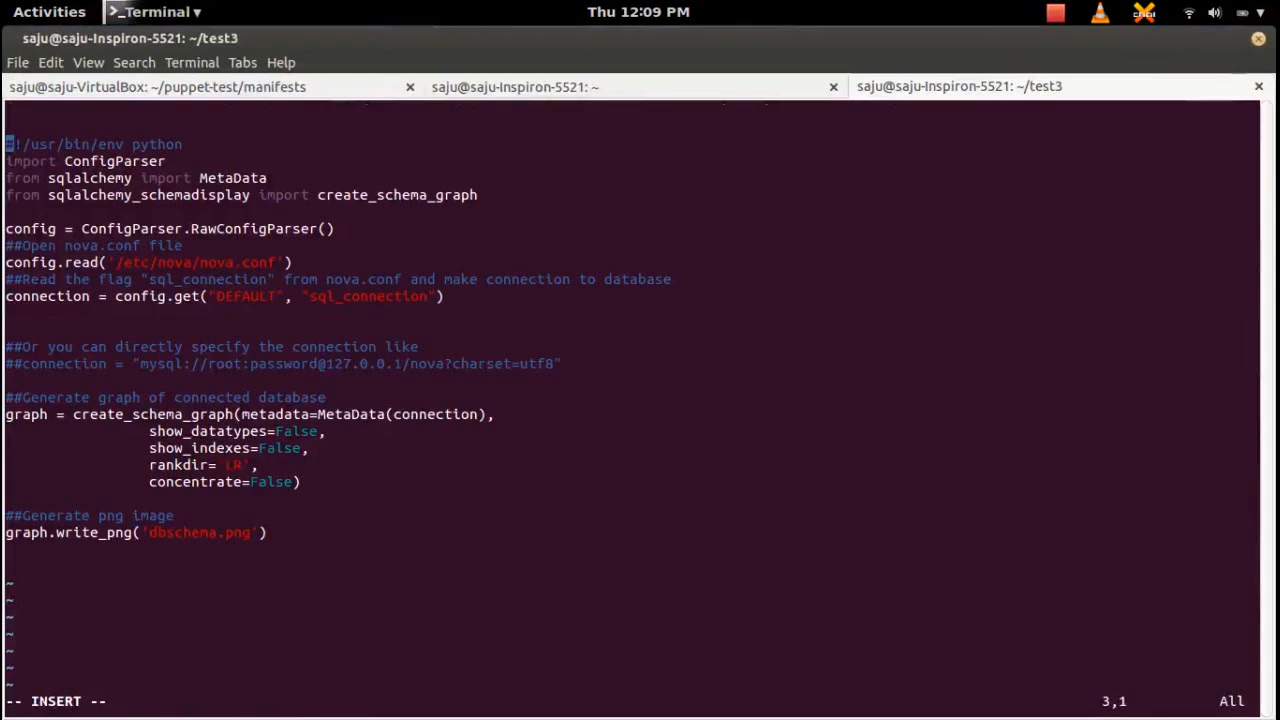 Activities
>_Terminal ▾
Thu 12:09 PM
saju@saju-Inspiron-5521: ~/test3
File Edit View Search Terminal Tabs Help
saju@saju-VirtualBox: ~/puppet-test/manifests
saju@saju-Inspiron-5521: ~
saju@saju-Inspiron-5521: ~/test3
#!/usr/bin/env python
import ConfigParser
from sqlalchemy import MetaData
from sqlalchemy_schemadisplay import create_schema_graph
config = ConfigParser.RawConfigParser()
##Open nova.conf file
config.read('/etc/nova/nova.conf')
##Read the flag "sql_connection" from nova.conf and make connection to database
connection = config.get("DEFAULT", "sql_connection")
##Or you can directly specify the connection like
##connection = "mysql://root:password@127.0.0.1/nova?charset=utf8"
##Generate graph of connected database
graph = create_schema_graph(metadata=MetaData(connection),
show_datatypes=False,
show_indexes=False,
rankdir='LR',
concentrate=False)
##Generate png image
graph.write_png('dbschema.png')
~
~
~
~
~
~
~
-- INSERT --
3,1
All